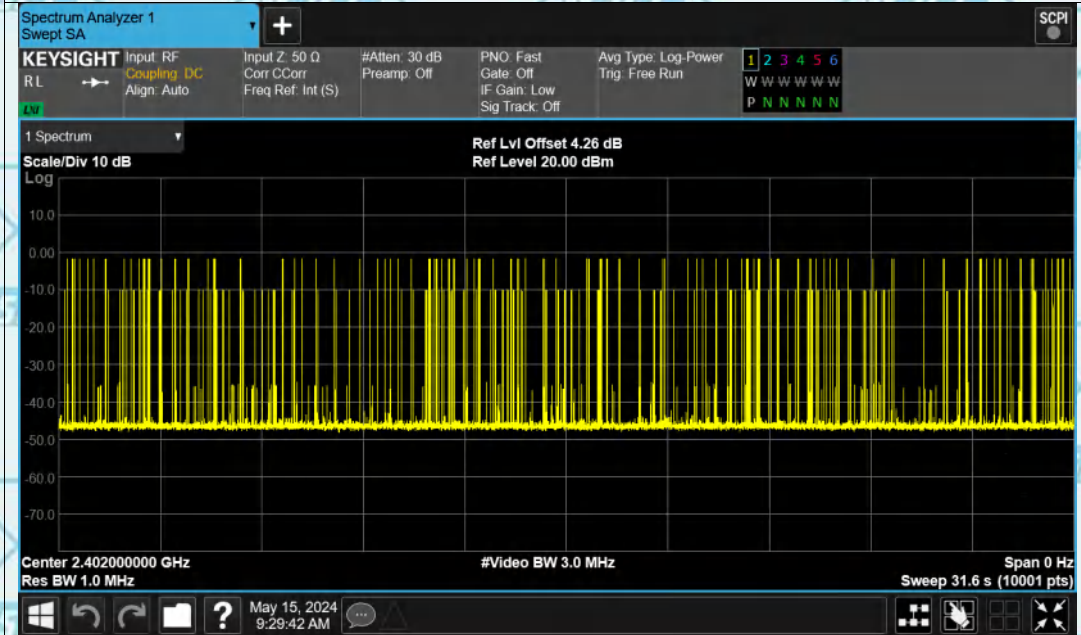 Spectrum Analyzer 1
Swept SA
+
SCPI
KEYSIGHT Input: RF Input Z: 50 Ω #Atten: 30 dB PNO: Fast Avg Type: Log-Power 1 2 3 4 5 6
R L Coupling: DC Corr CCorr Preamp: Off Gate: Off Trig: Free Run W W W W W W
Align: Auto Freq Ref: Int (S) IF Gain: Low P N N N N N
LNI Sig Track: Off
1 Spectrum
Ref Lvl Offset 4.26 dB
Scale/Div 10 dB Ref Level 20.00 dBm
Log
10.0
0.00
-10.0
-20.0
-30.0
-40.0
-50.0
-60.0
-70.0
Center 2.402000000 GHz #Video BW 3.0 MHz Span 0 Hz
Res BW 1.0 MHz Sweep 31.6 s (10001 pts)
? May 15, 2024
9:29:42 AM